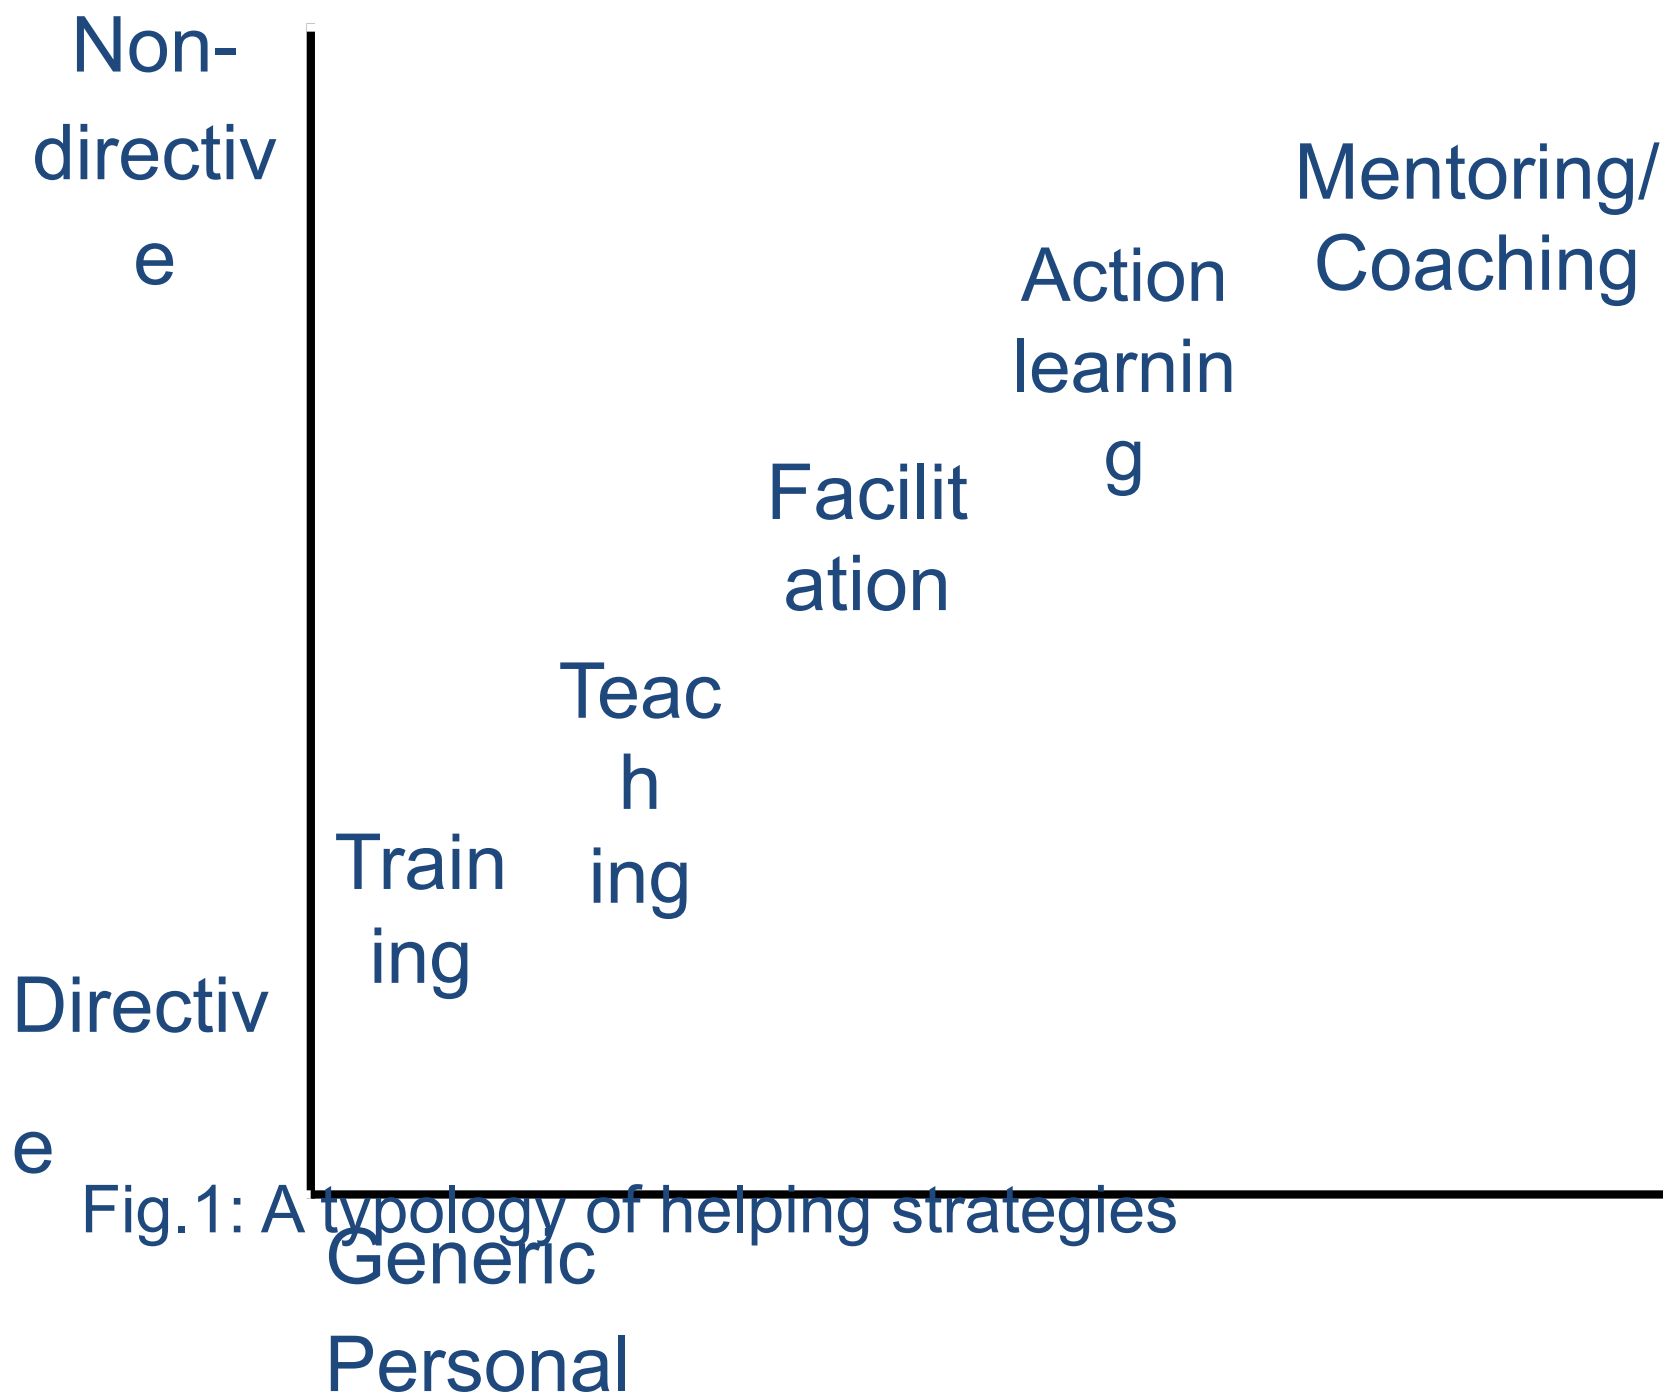 Non-
directiv
e
Mentoring/
Coaching
Action
learnin
g
Facilit
ation
Teac
h
ing
Train
ing
Directiv
e
Fig.1: A typology of helping strategies
Generic
Personal